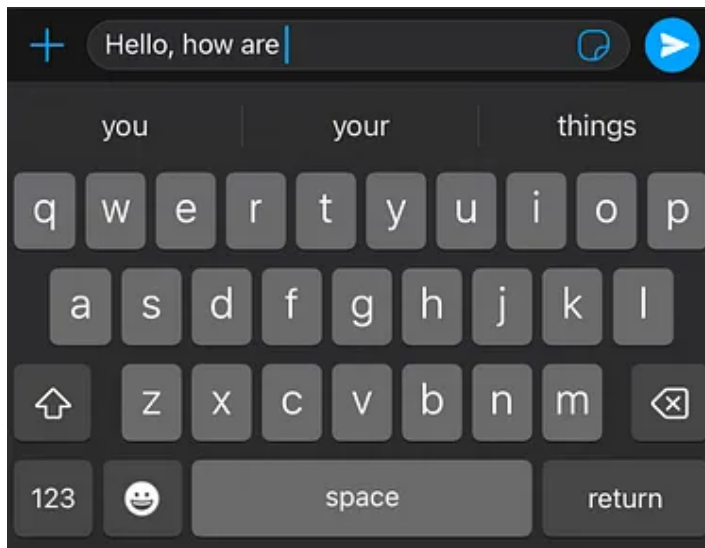 Hello, how are
you your things
q w e r t y u i o p
a s d f g h j k l
z x c v b n m
123 space return